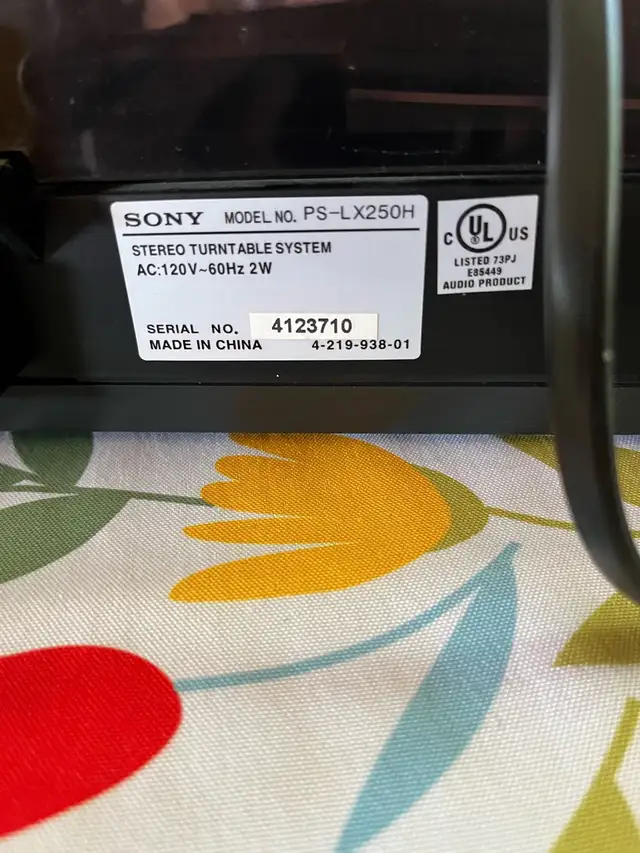 SONY MODEL NO. PS-LX250H
STEREO TURNTABLE SYSTEM
AC:120V~60Hz 2W
SERIAL NO. 4123710
MADE IN CHINA 4-219-938-01
C UL US
LISTED 73PJ
E85449
AUDIO PRODUCT